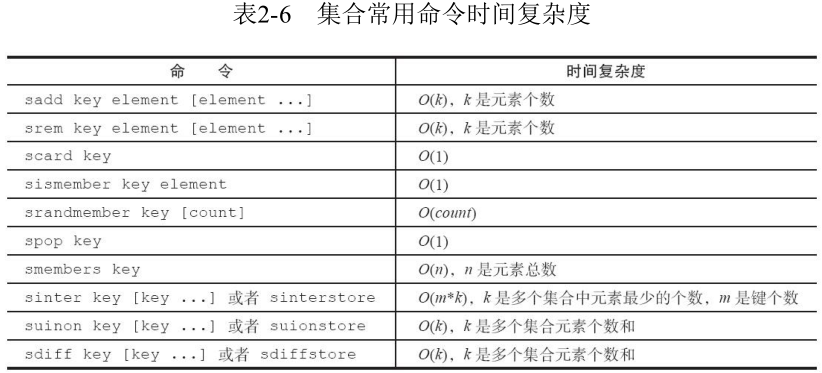 表2-6 集合常用命令时间复杂度
命 令 时间复杂度
sadd key element [element ...] O(k)，k 是元素个数
srem key element [element ...] O(k)，k 是元素个数
scard key O(1)
sismember key element O(1)
srandmember key [count] O(count)
spop key O(1)
smembers key O(n)，n 是元素总数
sinter key [key ...] 或者 sinterstore O(m*k)，k 是多个集合中元素最少的个数，m 是键个数
suinon key [key ...] 或者 suionstore O(k)，k 是多个集合元素个数和
sdiff key [key ...] 或者 sdiffstore O(k)，k 是多个集合元素个数和